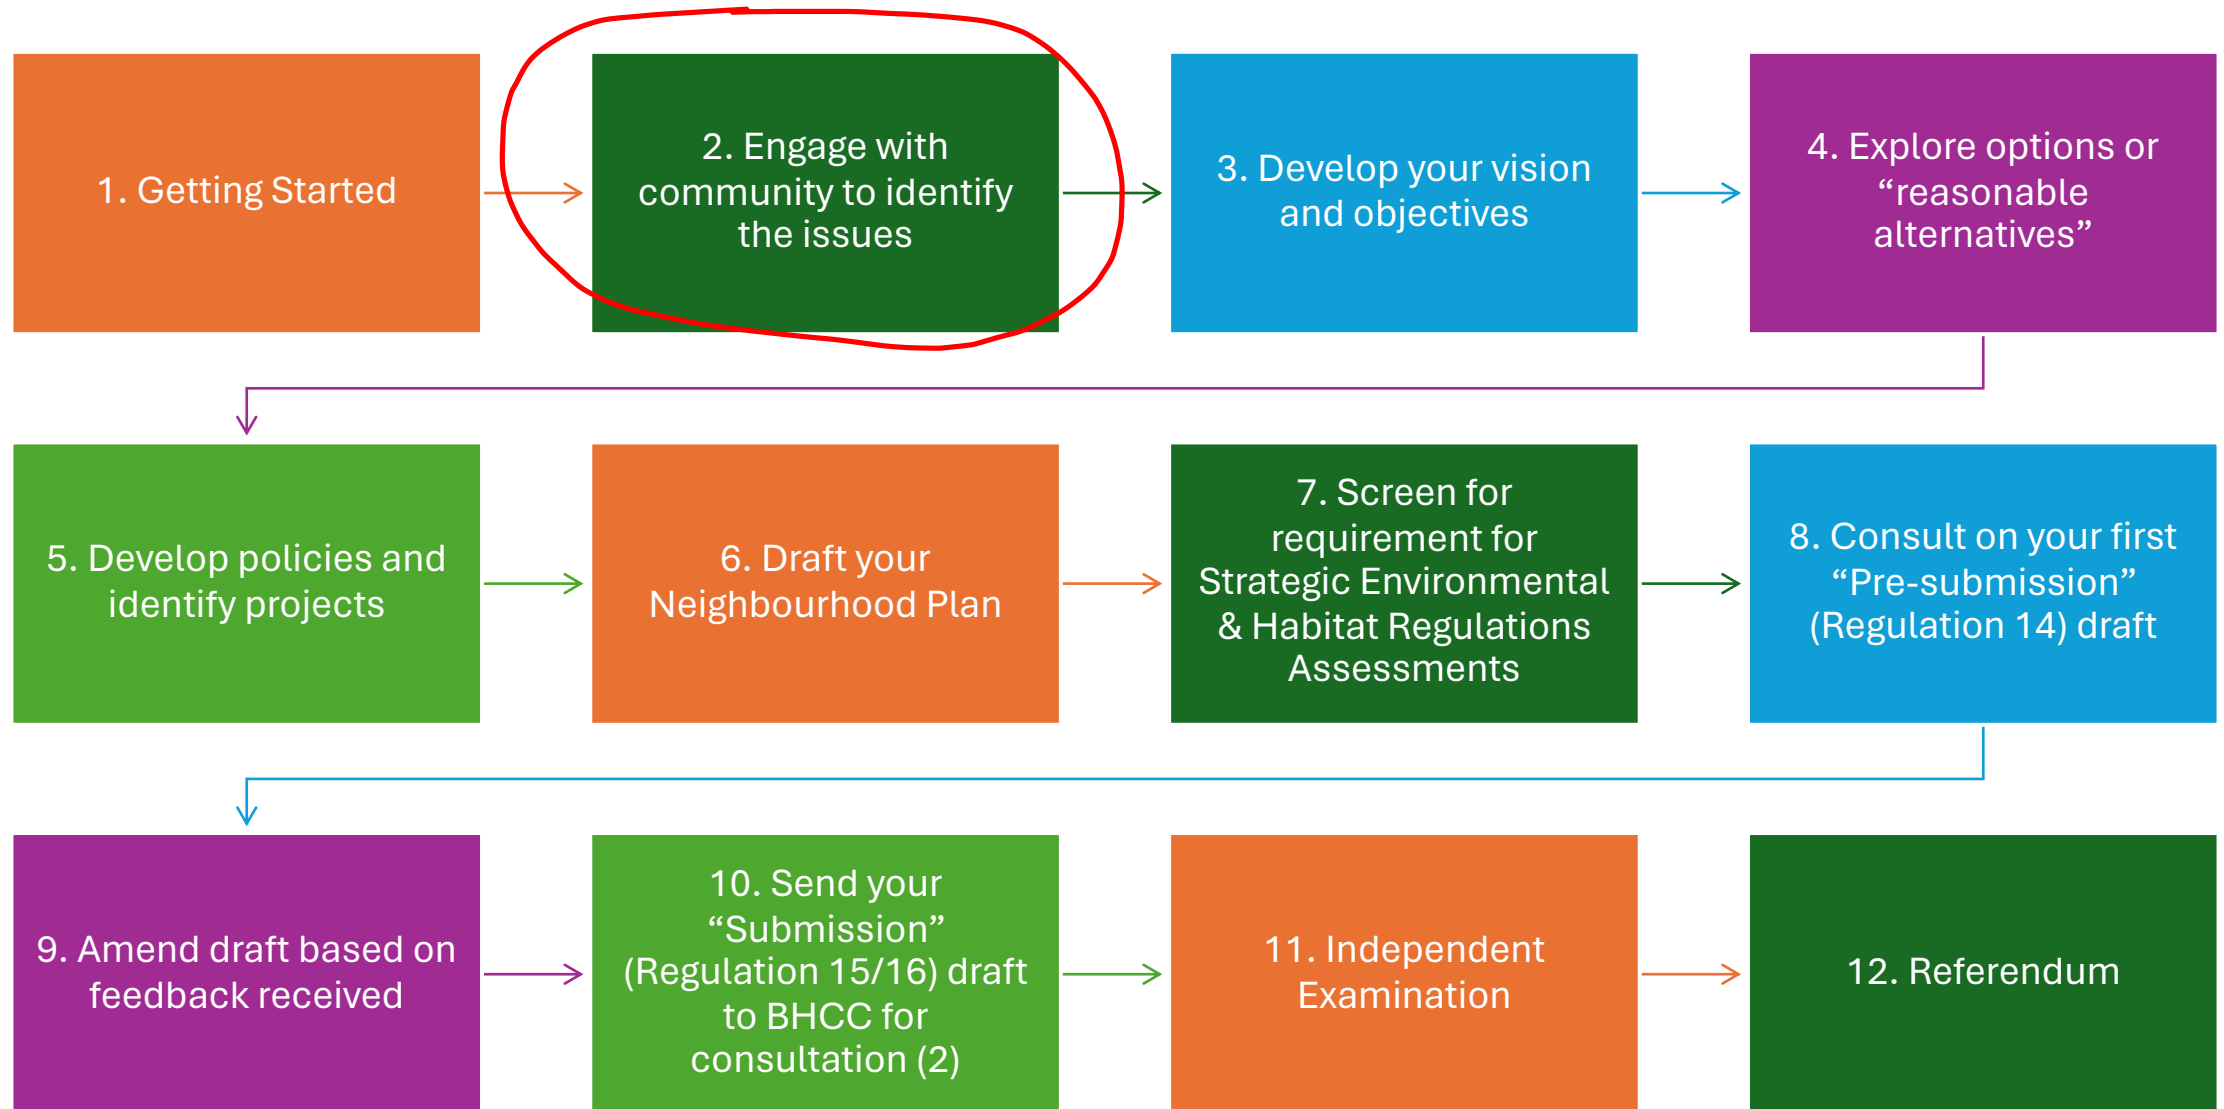 1. Getting Started
2. Engage with
community to identify
the issues
3. Develop your vision
and objectives
4. Explore options or
“reasonable
alternatives”
5. Develop policies and
identify projects
6. Draft your
Neighbourhood Plan
7. Screen for
requirement for
Strategic Environmental
& Habitat Regulations
Assessments
8. Consult on your first
“Pre-submission”
(Regulation 14) draft
9. Amend draft based on
feedback received
10. Send your
“Submission”
(Regulation 15/16) draft
to BHCC for
consultation (2)
11. Independent
Examination
12. Referendum